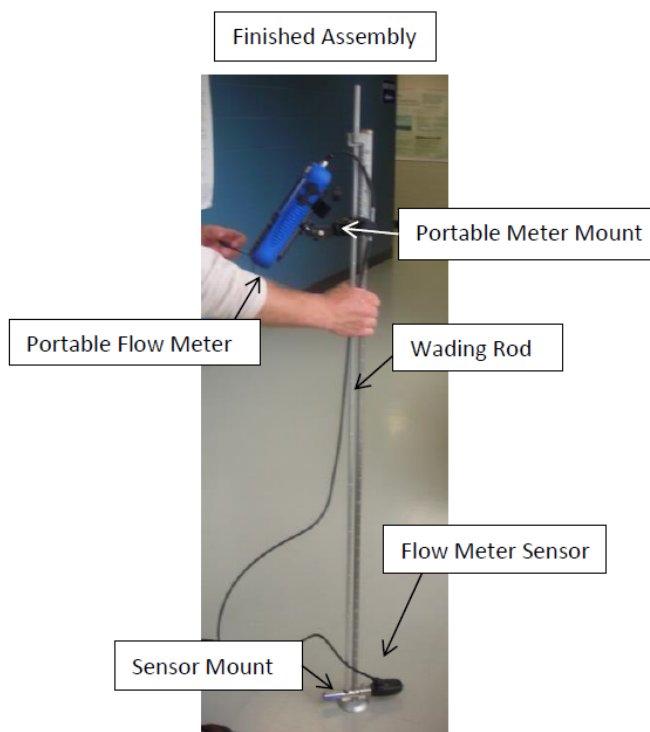 Finished Assembly
Portable Meter Mount
Portable Flow Meter
Wading Rod
Flow Meter Sensor
Sensor Mount